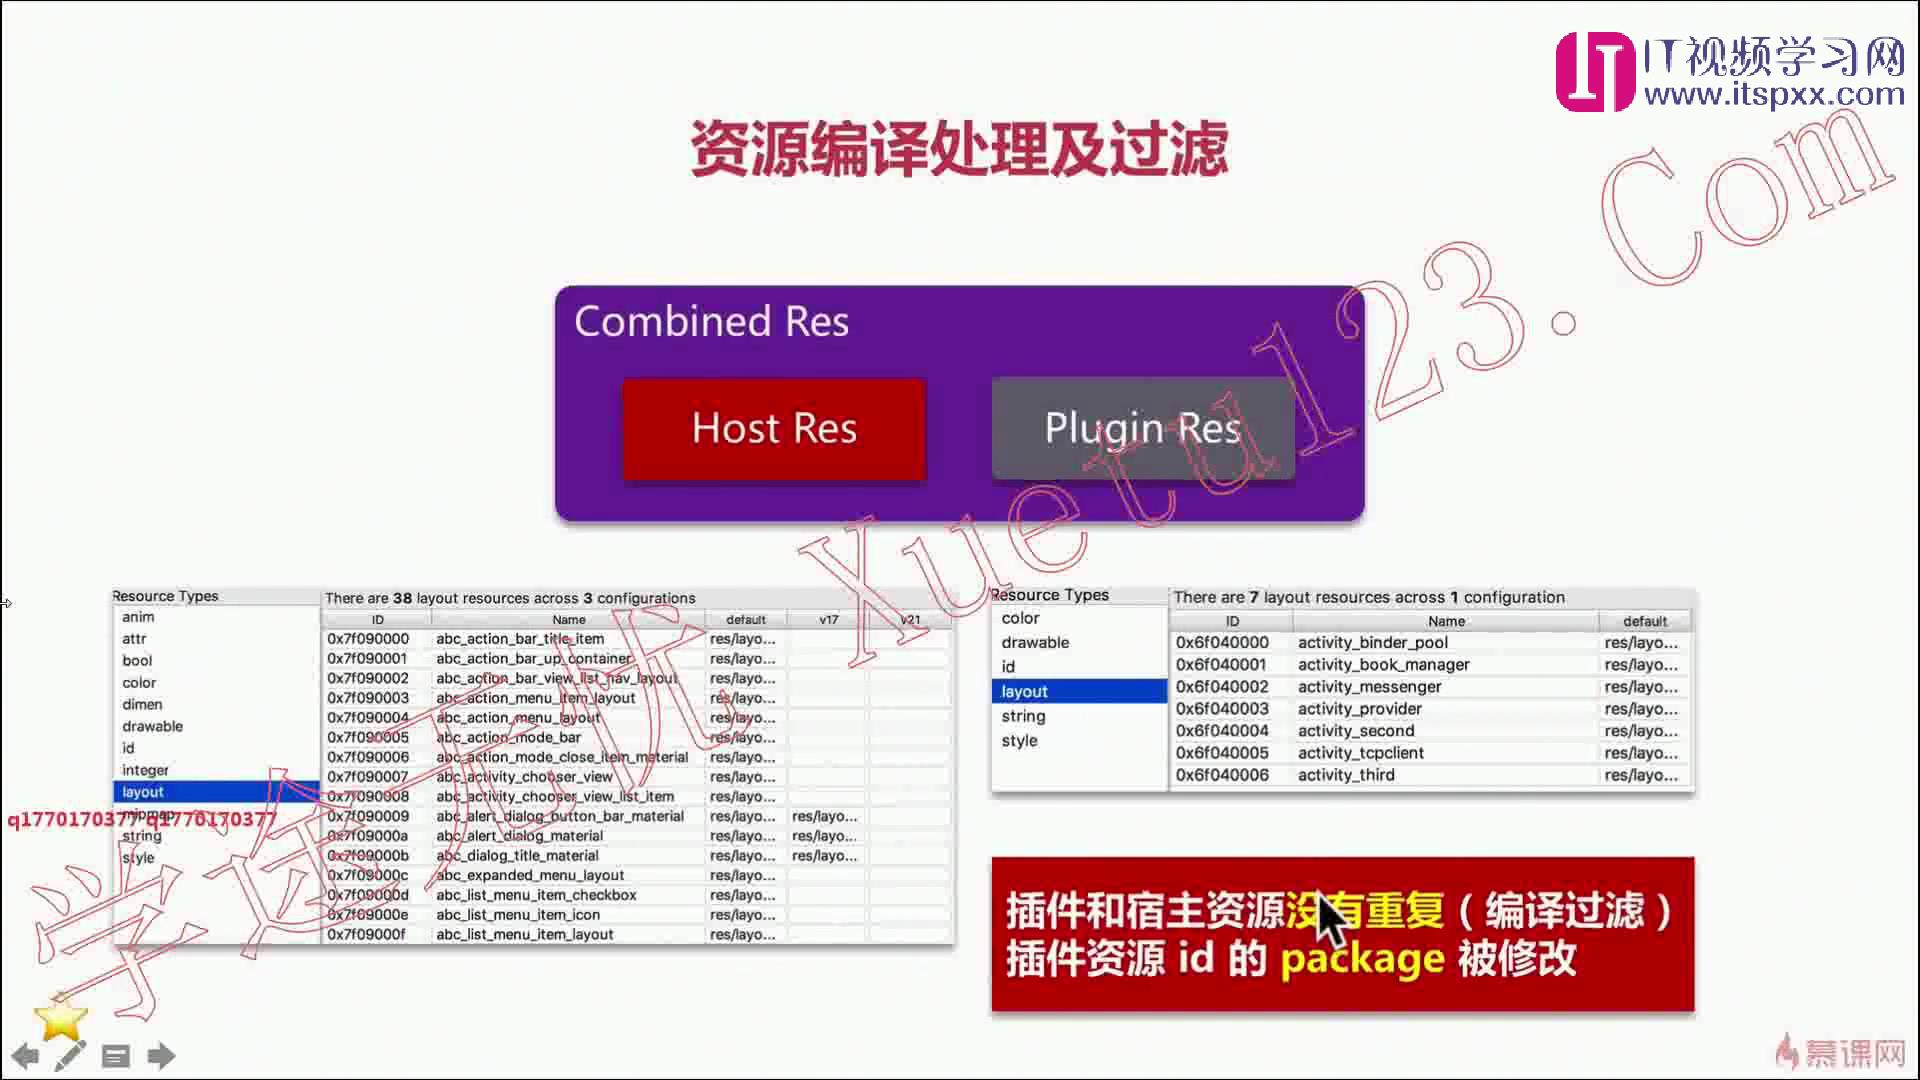 IT视频学习网
www.itspxx.com
资源编译处理及过滤
Combined Res
Host Res
Plugin Res
学途无忧 Xuetu123.Com
Resource Types
anim
attr
bool
color
dimen
drawable
id
integer
layout
mipmap
string
style
There are 38 layout resources across 3 configurations
ID Name default v17 v21
0x7f090000 abc_action_bar_title_item res/layo...
0x7f090001 abc_action_bar_up_container res/layo...
0x7f090002 abc_action_bar_view_list_nav_layout res/layo...
0x7f090003 abc_action_menu_item_layout res/layo...
0x7f090004 abc_action_menu_layout res/layo...
0x7f090005 abc_action_mode_bar res/layo...
0x7f090006 abc_action_mode_close_item_material res/layo...
0x7f090007 abc_activity_chooser_view res/layo...
0x7f090008 abc_activity_chooser_view_list_item res/layo...
0x7f090009 abc_alert_dialog_button_bar_material res/layo... res/layo...
0x7f09000a abc_alert_dialog_material res/layo... res/layo...
0x7f09000b abc_dialog_title_material res/layo... res/layo...
0x7f09000c abc_expanded_menu_layout res/layo...
0x7f09000d abc_list_menu_item_checkbox res/layo...
0x7f09000e abc_list_menu_item_icon res/layo...
0x7f09000f abc_list_menu_item_layout res/layo...
q1770170377 q1770170377
Resource Types
color
drawable
id
layout
string
style
There are 7 layout resources across 1 configuration
ID Name default
0x6f040000 activity_binder_pool res/layo...
0x6f040001 activity_book_manager res/layo...
0x6f040002 activity_messenger res/layo...
0x6f040003 activity_provider res/layo...
0x6f040004 activity_second res/layo...
0x6f040005 activity_tcpclient res/layo...
0x6f040006 activity_third res/layo...
插件和宿主资源没有重复（编译过滤）
插件资源 id 的 package 被修改
慕课网